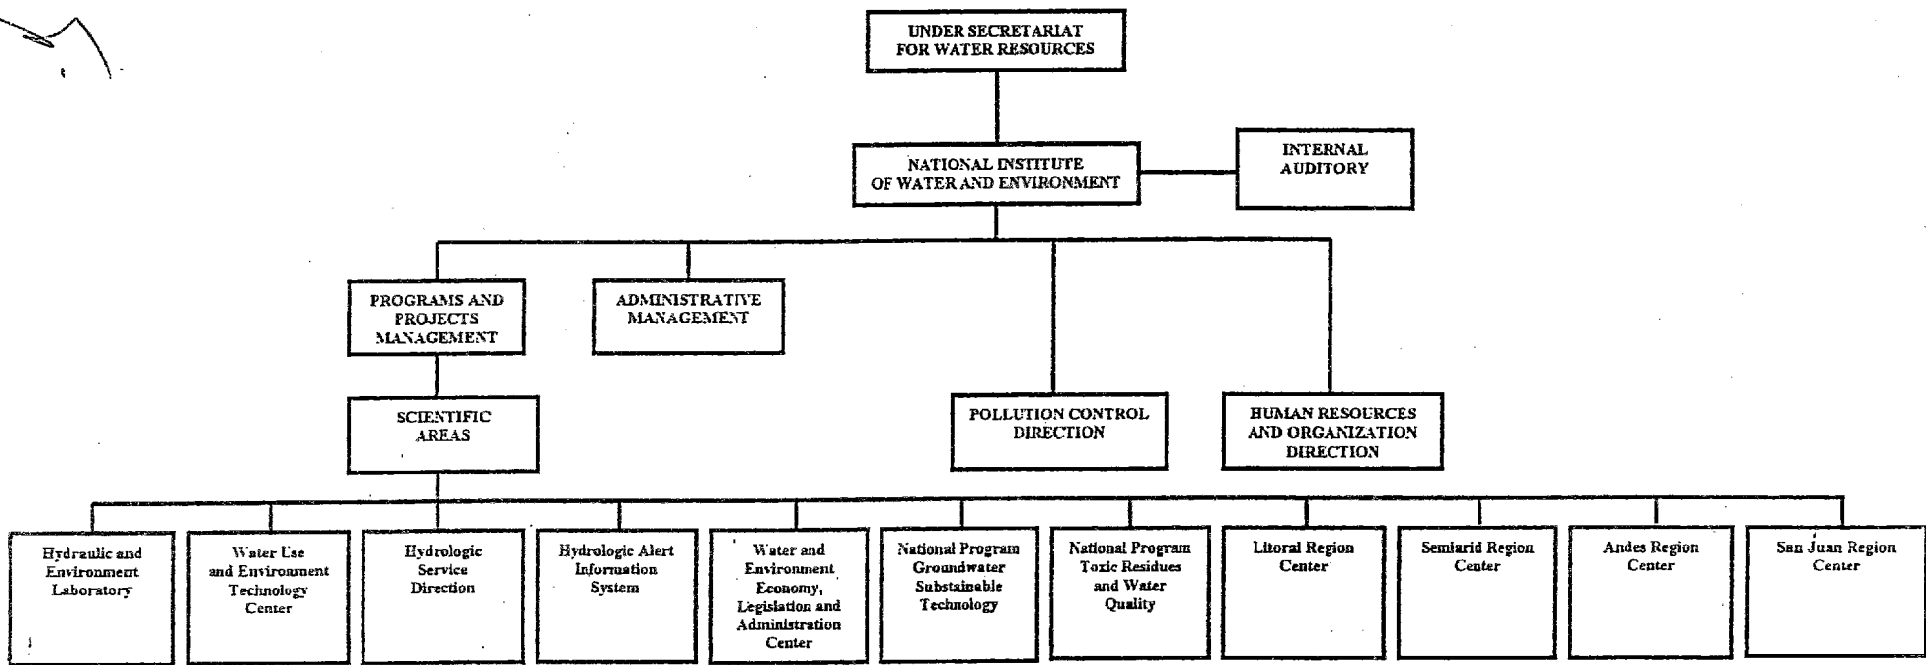 UNDER SECRETARIAT
FOR WATER RESOURCES
NATIONAL INSTITUTE
OF WATER AND ENVIRONMENT
INTERNAL
AUDITORY
PROGRAMS AND
PROJECTS
MANAGEMENT
ADMINISTRATIVE
MANAGEMENT
SCIENTIFIC
AREAS
POLLUTION CONTROL
DIRECTION
HUMAN RESOURCES
AND ORGANIZATION
DIRECTION
Hydraulic and
Environment
Laboratory
Water Use
and Environment
Technology
Center
Hydrologic
Service
Direction
Hydrologic Alert
Information
System
Water and
Environment
Economy,
Legislation and
Administration
Center
National Program
Groundwater
Substainable
Technology
National Program
Toxic Residues
and Water
Quality
Litoral Region
Center
Semiarid Region
Center
Andes Region
Center
San Juan Region
Center